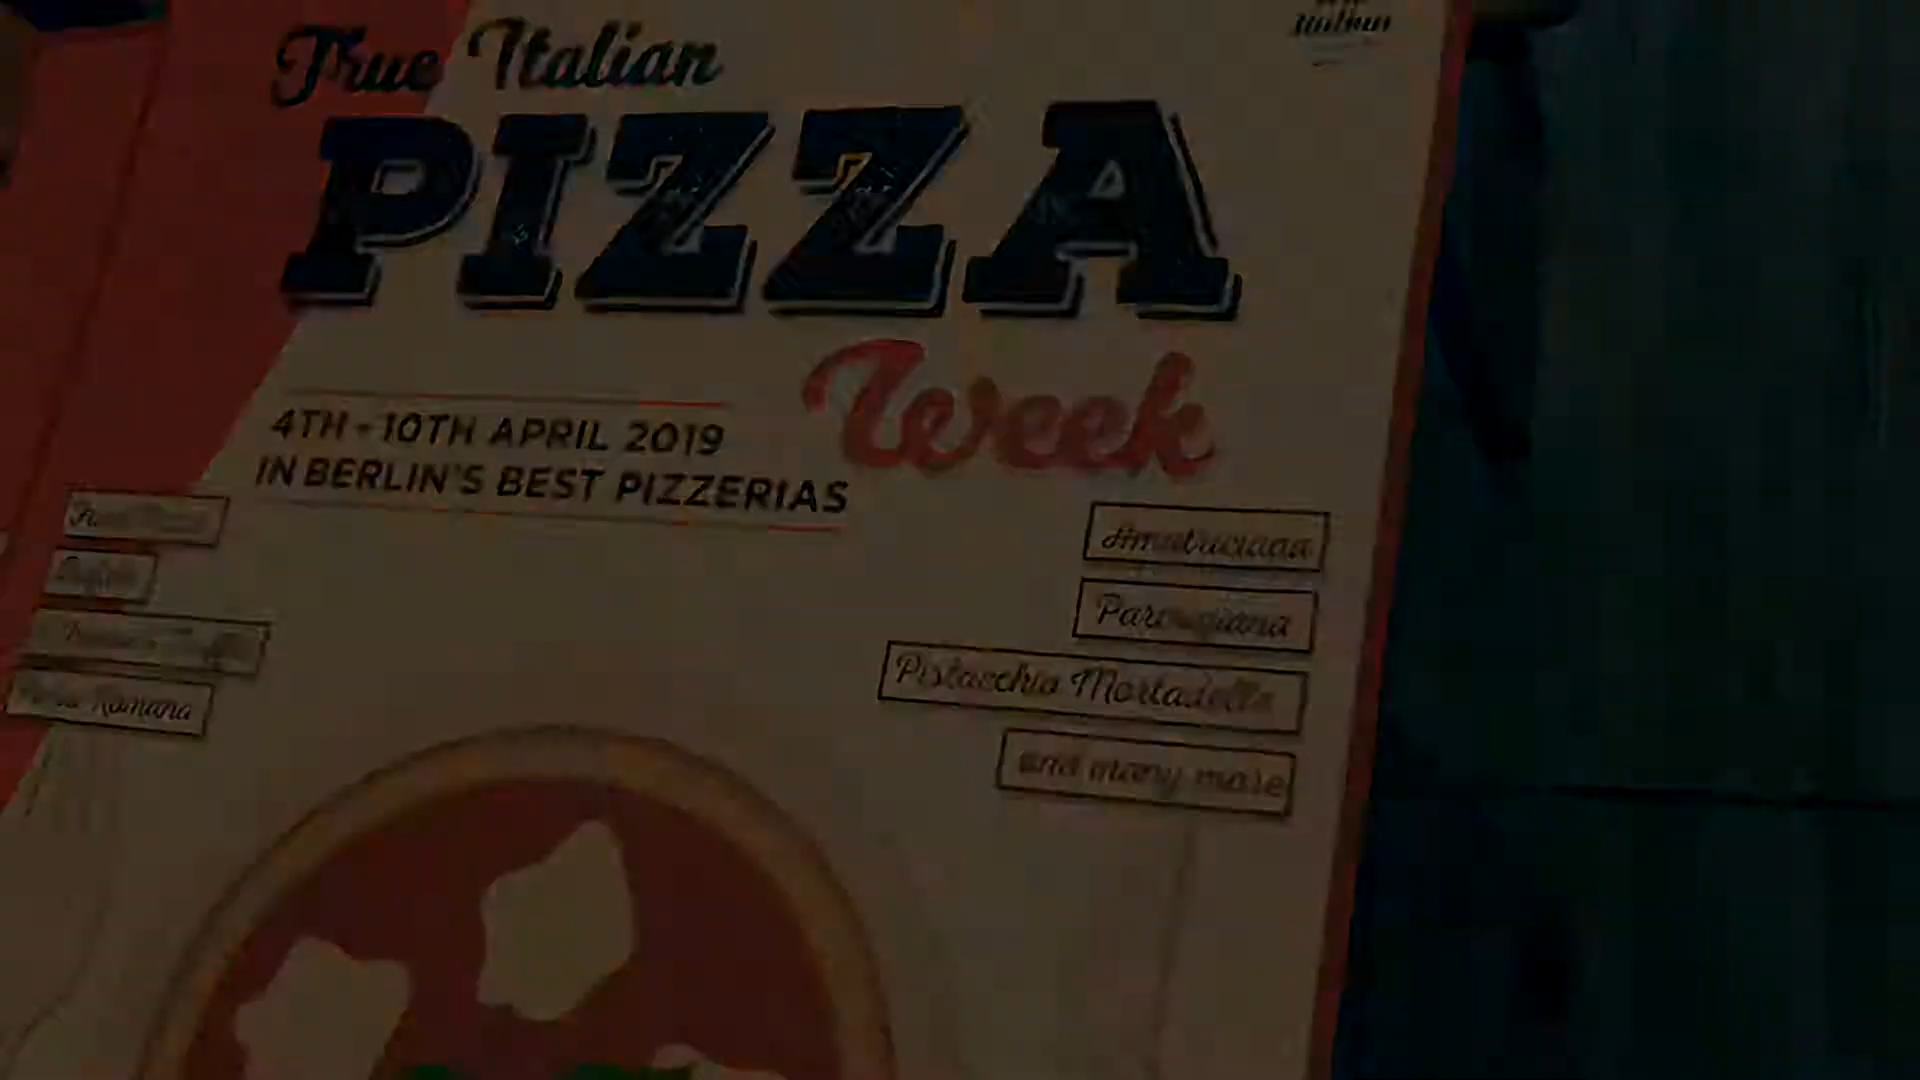 True Italian
PIZZA
Week
4TH - 10TH APRIL 2019
IN BERLIN'S BEST PIZZERIAS
Romana
Amatriciana
Parmigiana
Pistacchio Mortadella
and many more